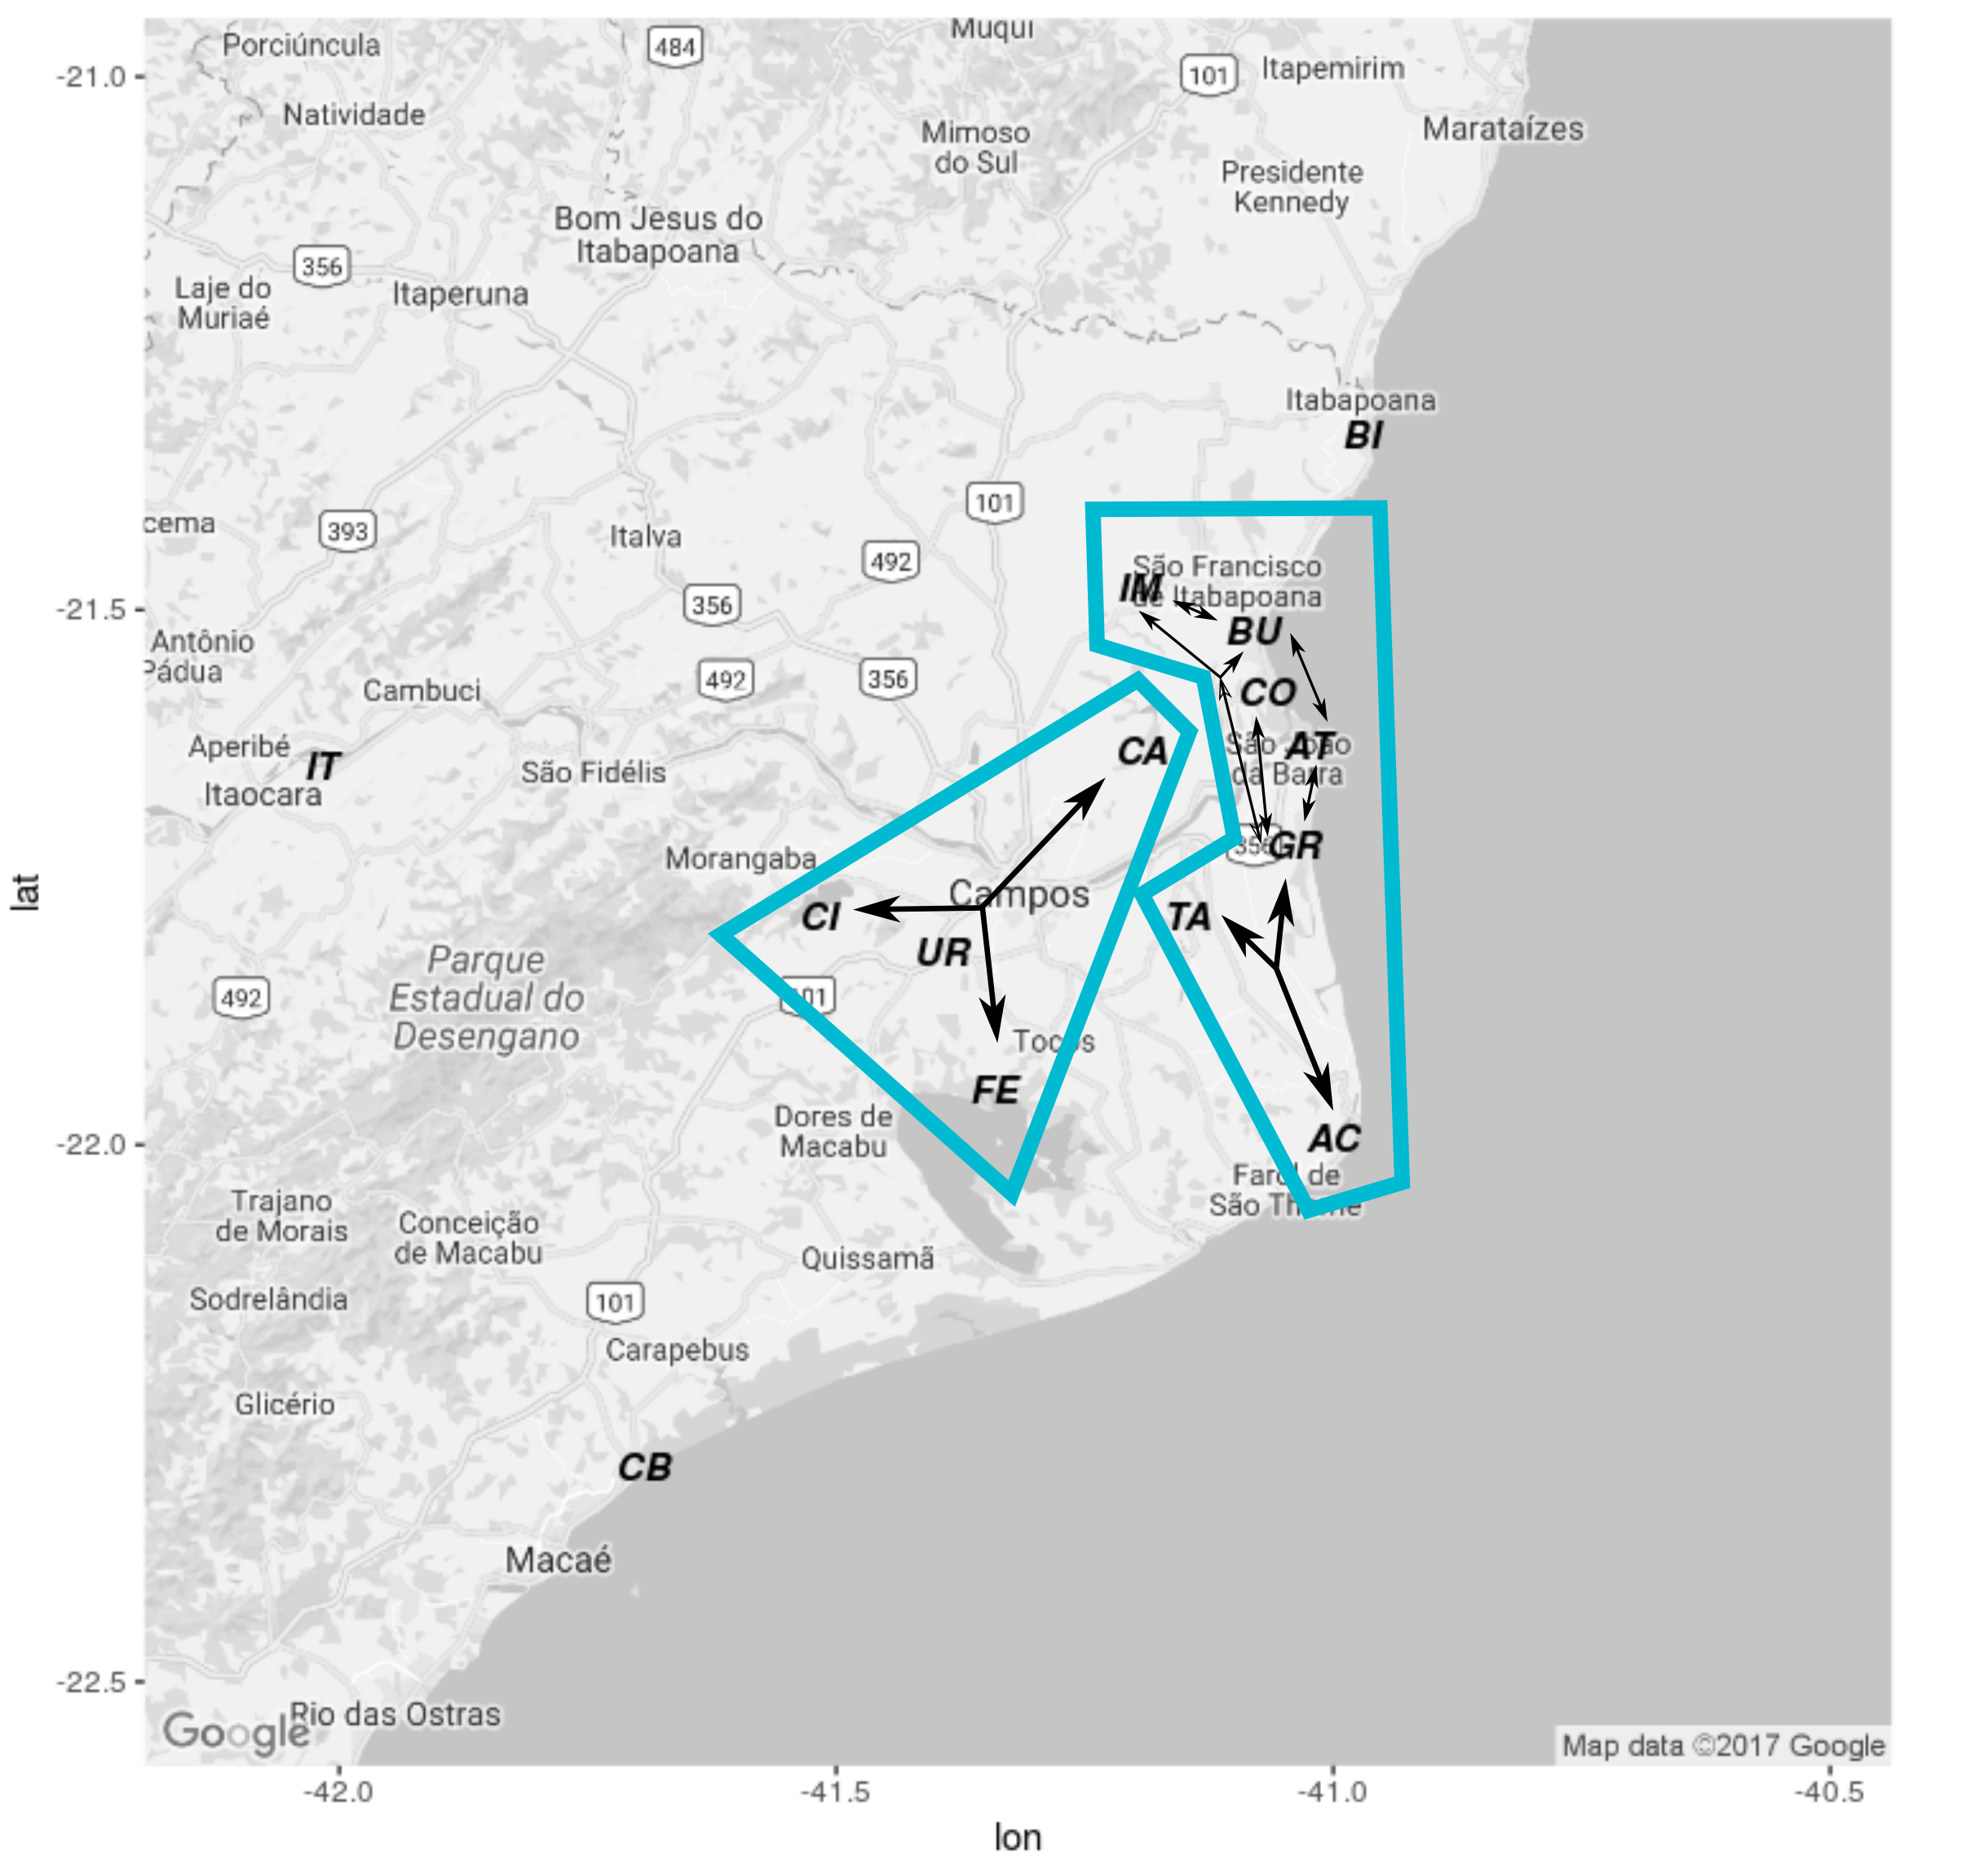 Muqui
Porciúncula
484
-21.0
101
Itapemirim
Natividade
Marataízes
Mimoso
do Sul
Presidente
Kennedy
Bom Jesus do
Itabapoana
356
Laje do
Muriaé
Itaperuna
Itabapoana
BI
101
cema
393
Italva
492
São Francisco
de Itabapoana
IM
-21.5
356
BU
Antônio
Pádua
492
356
Cambuci
CO
Aperibé
IT
Itaocara
São Fidélis
CA
São João
da Barra
AT
Morangaba
356
GR
Campos
CI
TA
UR
lat
Parque
Estadual do
Desengano
492
101
Tocos
FE
Dores de
Macabu
-22.0
AC
Farol de
São Thomé
Trajano
de Morais
Conceição
de Macabu
Quissamã
Sodrelândia
101
Carapebus
Glicério
CB
Macaé
-22.5
Rio das Ostras
Google
Map data ©2017 Google
-42.0
-41.5
-41.0
-40.5
lon